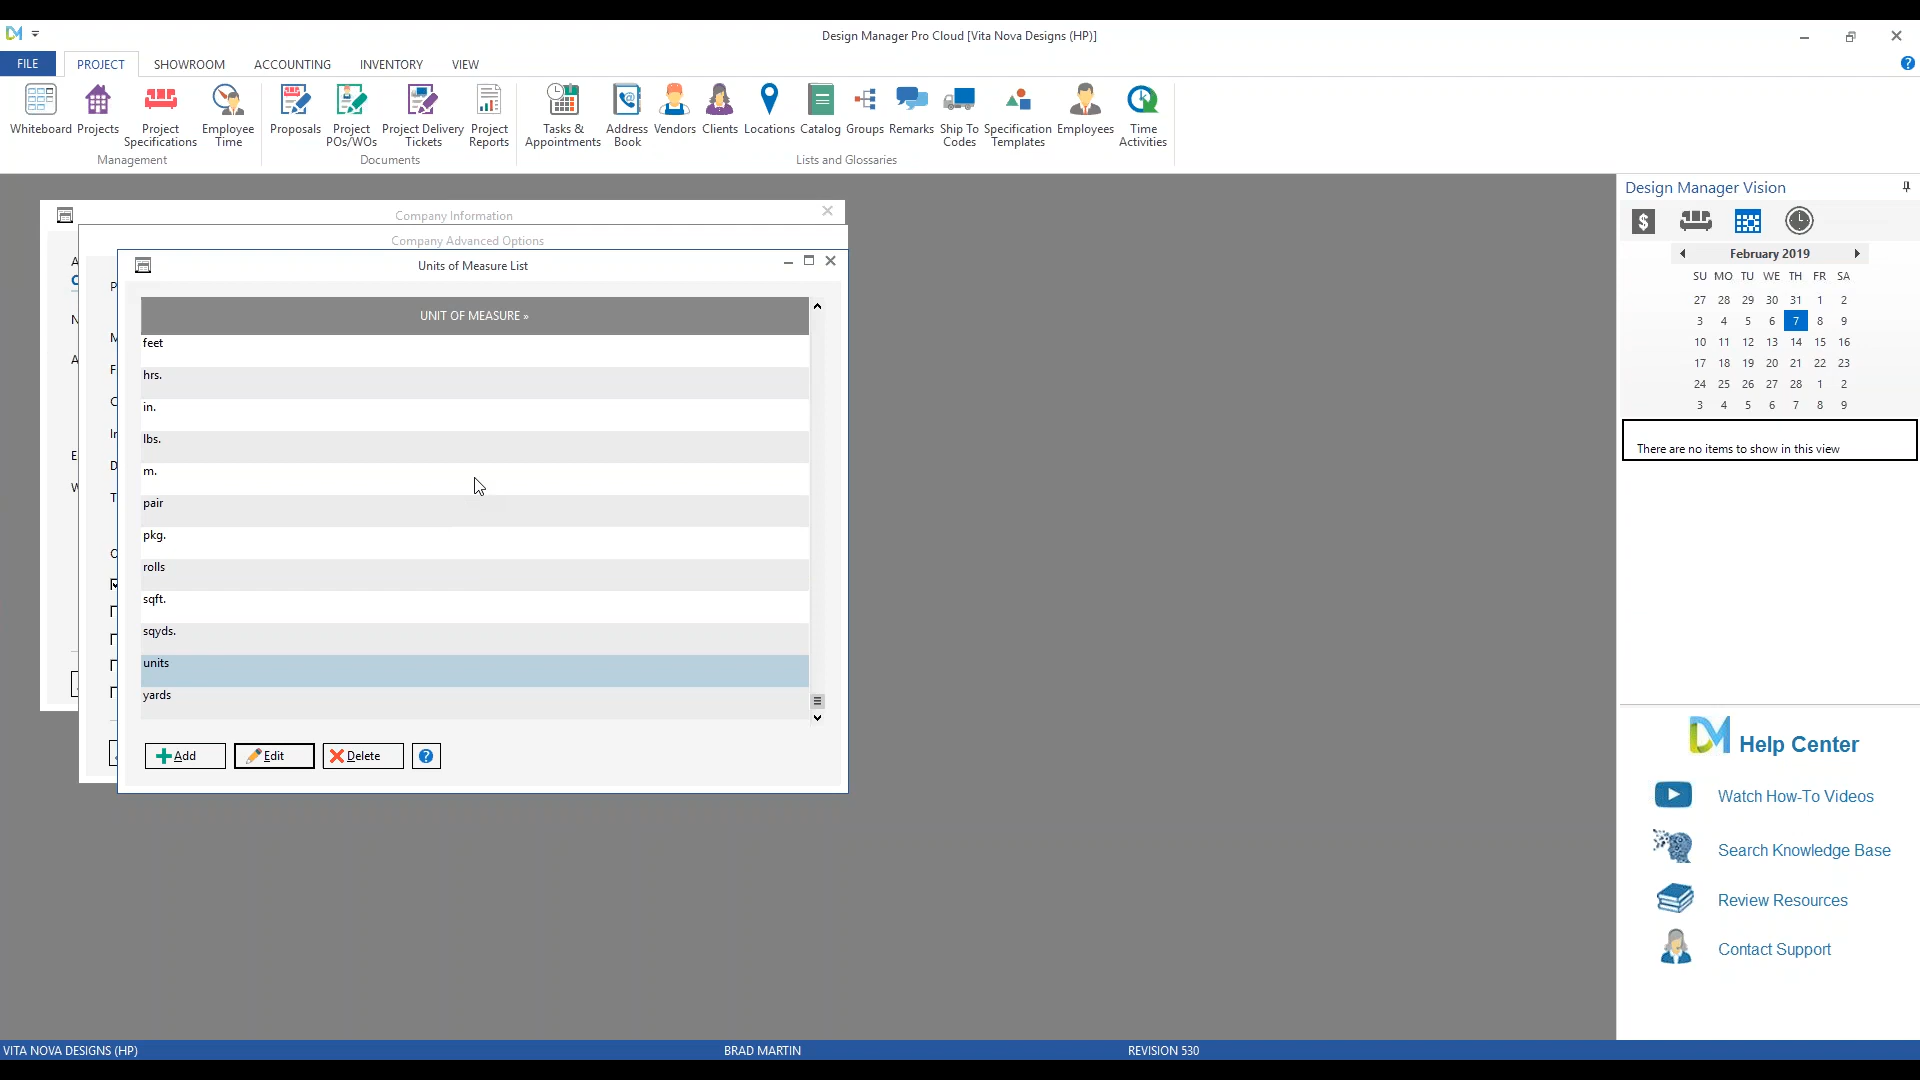 Design Manager Pro Cloud [Vita Nova Designs (HP)]
FILE PROJECT SHOWROOM ACCOUNTING INVENTORY VIEW
Whiteboard
Projects
Project Specifications
Employee Time
Management
Proposals
Project POs/WOs
Project Delivery Tickets
Project Reports
Documents
Tasks & Appointments
Address Book
Vendors
Clients
Locations
Catalog
Groups
Remarks
Ship To Codes
Specification Templates
Employees
Time Activities
Lists and Glossaries
Company Information
Company Advanced Options
Units of Measure List
UNIT OF MEASURE »
feet
hrs.
in.
lbs.
m.
pair
pkg.
rolls
sqft.
sqyds.
units
yards
Add Edit Delete
Design Manager Vision
February 2019
SU MO TU WE TH FR SA
27 28 29 30 31 1 2
3 4 5 6 7 8 9
10 11 12 13 14 15 16
17 18 19 20 21 22 23
24 25 26 27 28 1 2
3 4 5 6 7 8 9
There are no items to show in this view
DM Help Center
Watch How-To Videos
Search Knowledge Base
Review Resources
Contact Support
VITA NOVA DESIGNS (HP) BRAD MARTIN REVISION 530